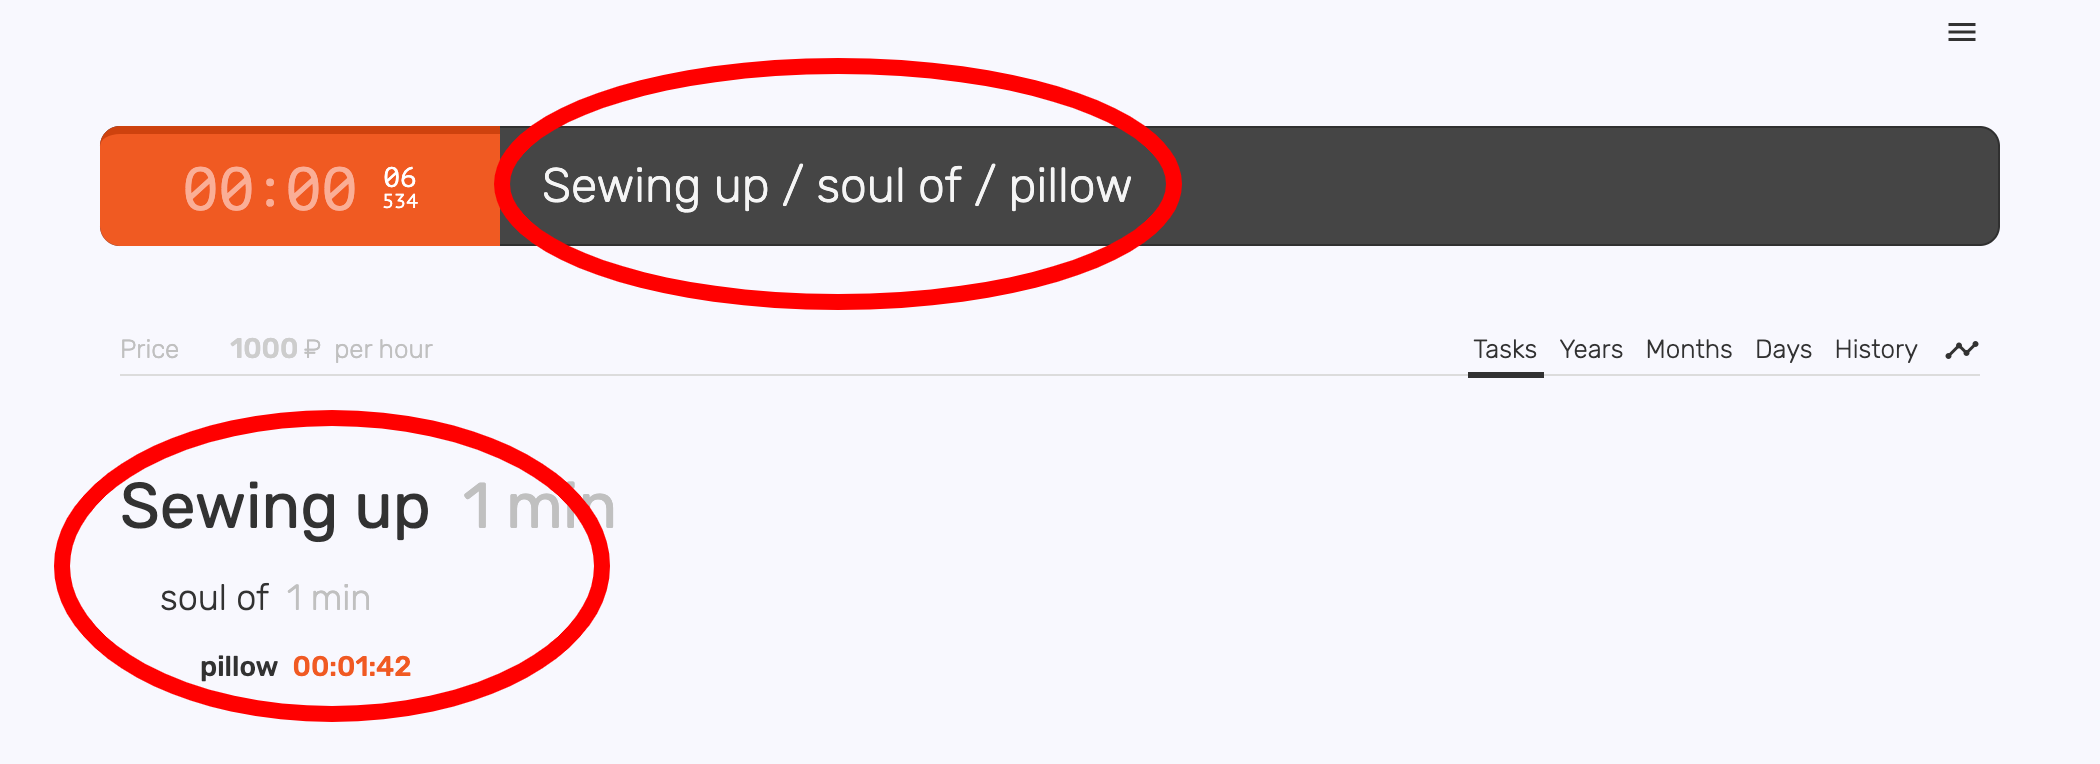 00:00 06 534
Sewing up / soul of / pillow
Price 1000 ₽ per hour
Tasks Years Months Days History
Sewing up 1 min
soul of 1 min
pillow 00:01:42